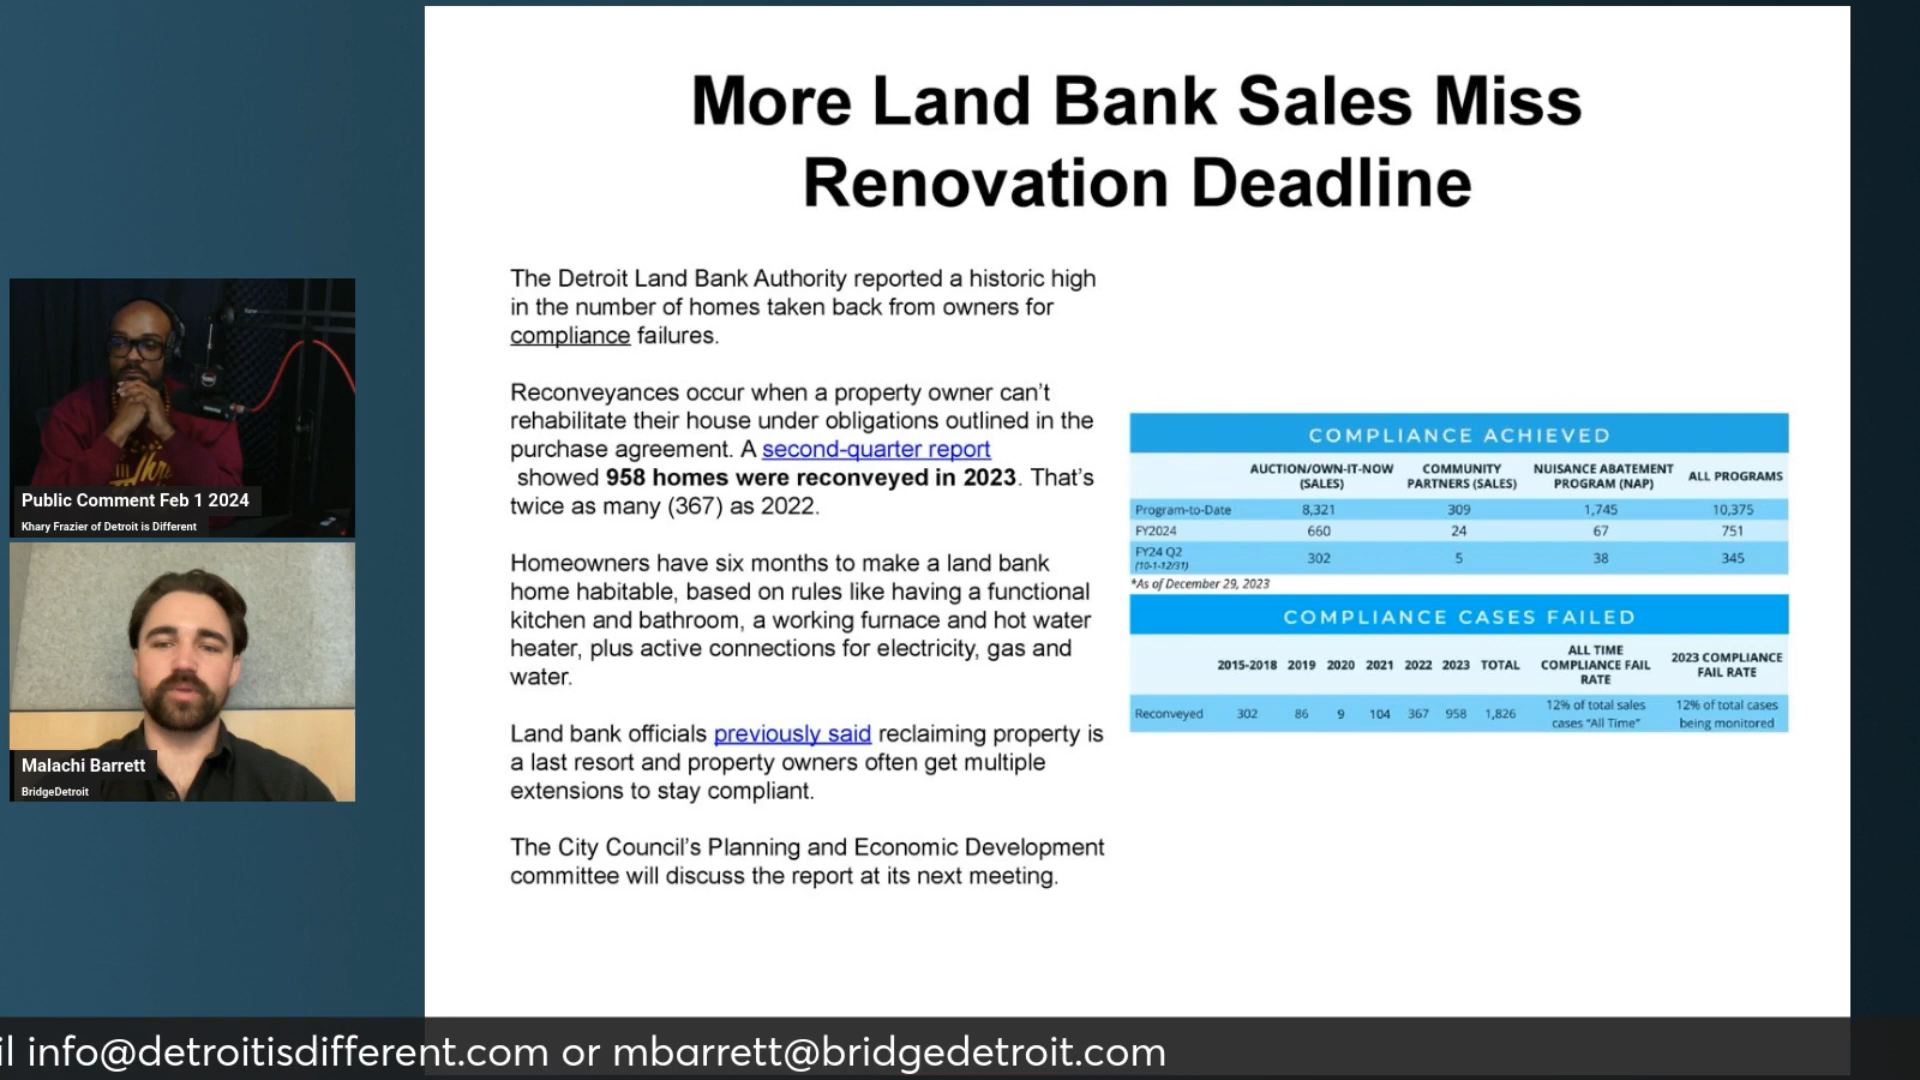 More Land Bank Sales Miss
Renovation Deadline
The Detroit Land Bank Authority reported a historic high
in the number of homes taken back from owners for
compliance failures.
Reconveyances occur when a property owner can’t
rehabilitate their house under obligations outlined in the
purchase agreement. A second-quarter report
showed 958 homes were reconveyed in 2023. That’s
twice as many (367) as 2022.
Homeowners have six months to make a land bank
home habitable, based on rules like having a functional
kitchen and bathroom, a working furnace and hot water
heater, plus active connections for electricity, gas and
water.
Land bank officials previously said reclaiming property is
a last resort and property owners often get multiple
extensions to stay compliant.
The City Council’s Planning and Economic Development
committee will discuss the report at its next meeting.
COMPLIANCE ACHIEVED
AUCTION/OWN-IT-NOW (SALES) COMMUNITY PARTNERS (SALES) NUISANCE ABATEMENT PROGRAM (NAP) ALL PROGRAMS
Program-to-Date 8,321 309 1,745 10,375
FY2024 660 24 67 751
FY24 Q2 (10-1-12/31) 302 5 38 345
*As of December 29, 2023
COMPLIANCE CASES FAILED
2015-2018 2019 2020 2021 2022 2023 TOTAL ALL TIME COMPLIANCE FAIL RATE 2023 COMPLIANCE FAIL RATE
Reconveyed 302 86 9 104 367 958 1,826 12% of total sales cases “All Time” 12% of total cases being monitored
Public Comment Feb 1 2024
Khary Frazier of Detroit is Different
Malachi Barrett
BridgeDetroit
il info@detroitisdifferent.com or mbarrett@bridgedetroit.com